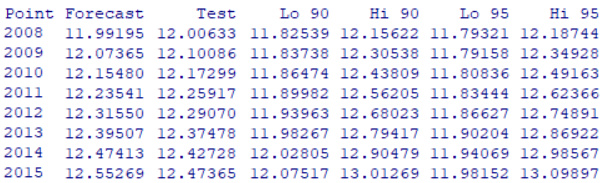 Point Forecast Test Lo 90 Hi 90 Lo 95 Hi 95
2008 11.99195 12.00633 11.82539 12.15622 11.79321 12.18744
2009 12.07365 12.10086 11.83738 12.30538 11.79158 12.34928
2010 12.15480 12.17299 11.86474 12.43809 11.80836 12.49163
2011 12.23541 12.25917 11.89982 12.56205 11.83444 12.62366
2012 12.31550 12.29070 11.93963 12.68023 11.86627 12.74891
2013 12.39507 12.37478 11.98267 12.79417 11.90204 12.86922
2014 12.47413 12.42728 12.02805 12.90479 11.94069 12.98567
2015 12.55269 12.47365 12.07517 13.01269 11.98152 13.09897